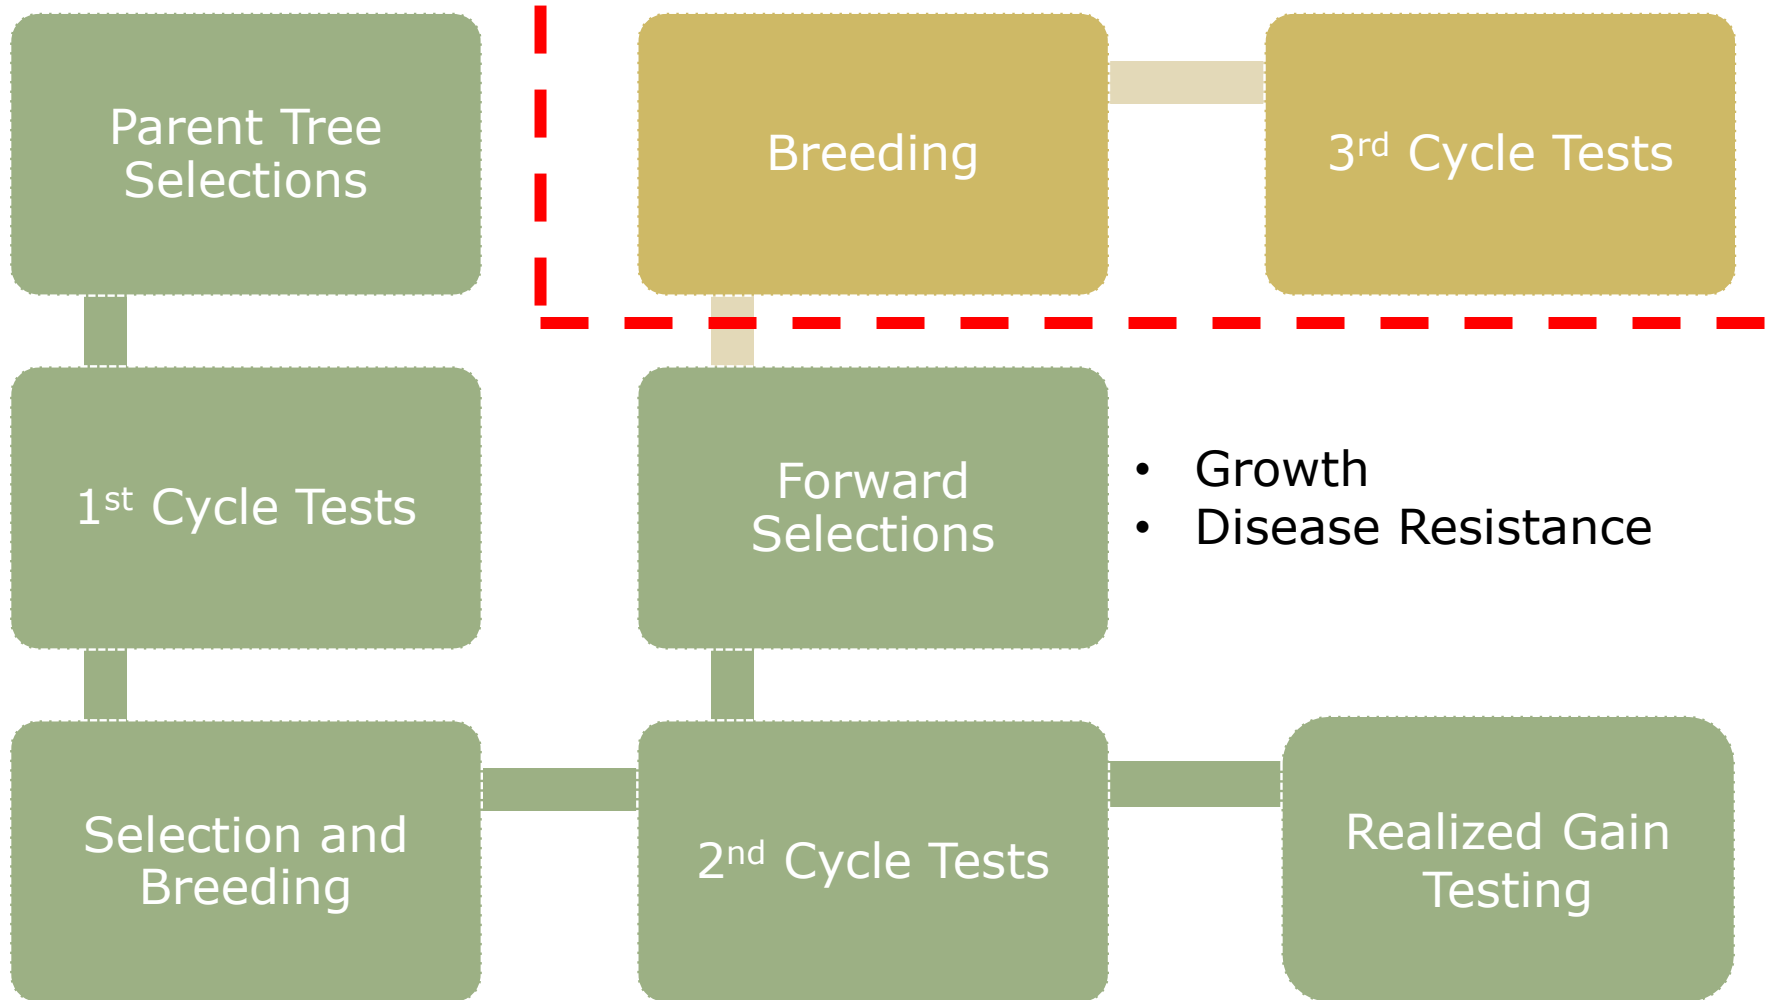 Parent Tree
Selections
1st Cycle Tests
Selection and
Breeding
2nd Cycle Tests
Realized Gain
Testing
Forward
Selections
• Growth
• Disease Resistance
Breeding
3rd Cycle Tests